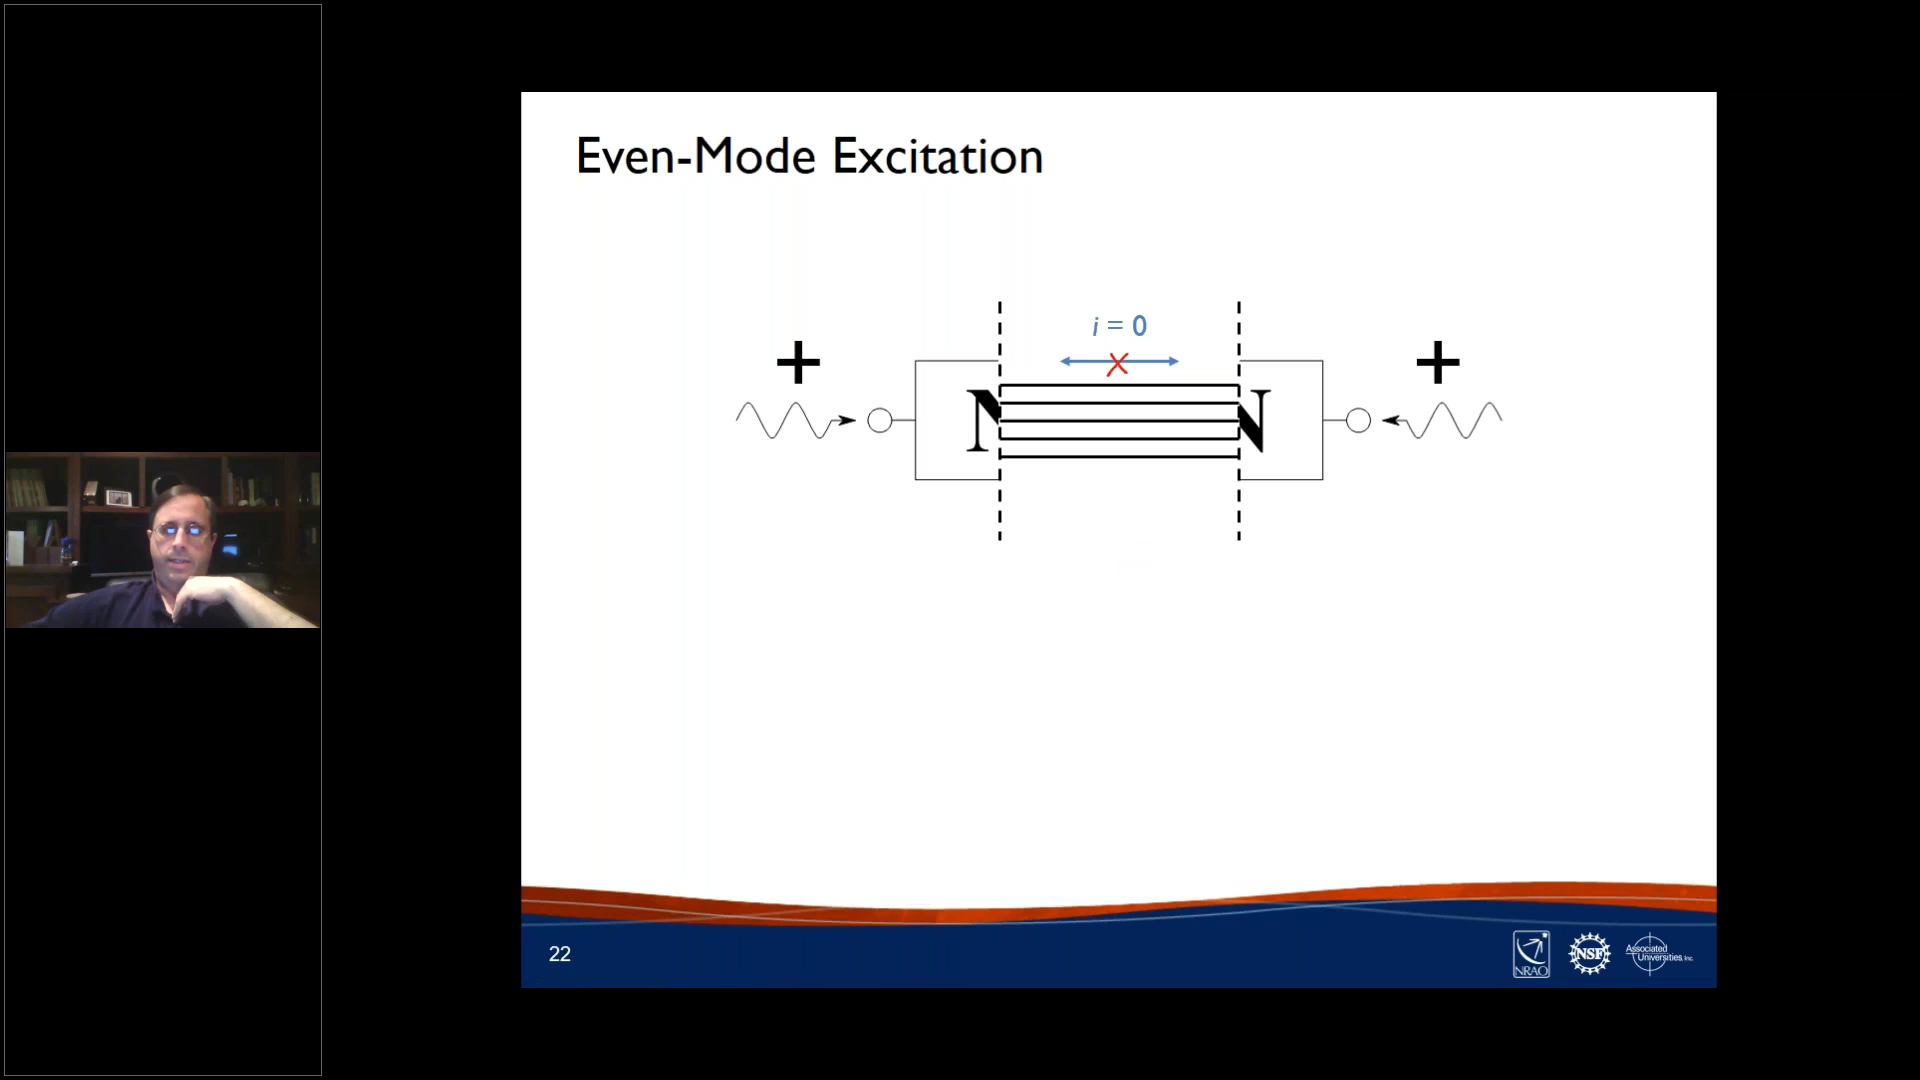 Even-Mode Excitation
i = 0
+
+
N
N
22
NRAO
NSF
Associated
Universities, Inc.